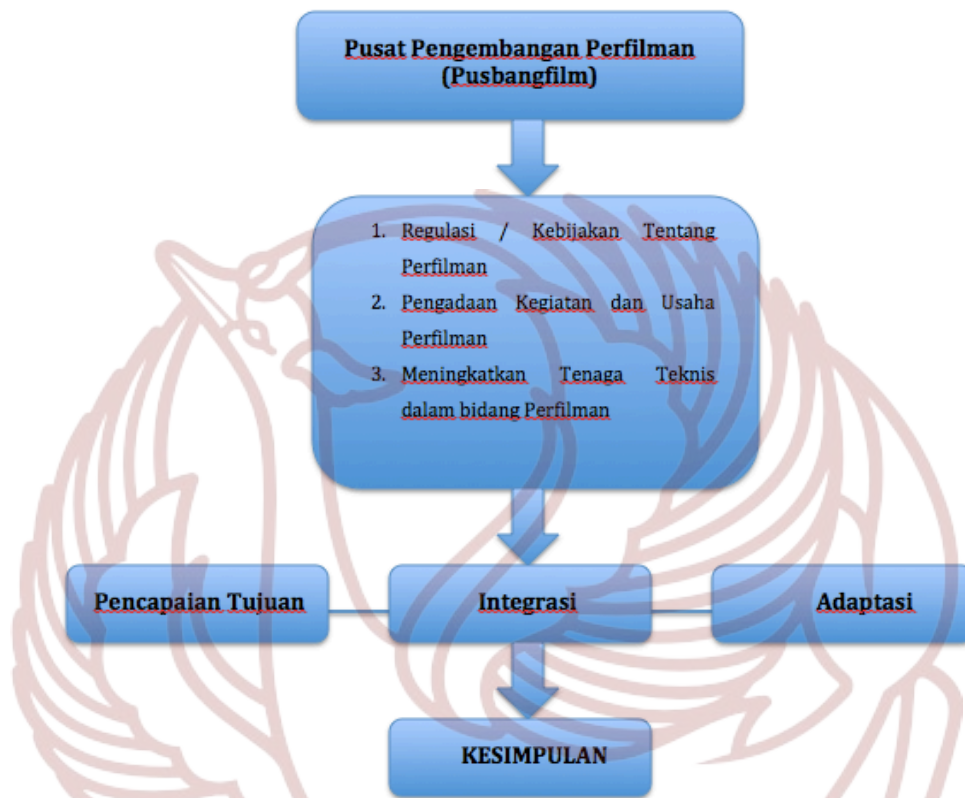 Pusat Pengembangan Perfilman
(Pusbangfilm)
1. Regulasi / Kebijakan Tentang
Perfilman
2. Pengadaan Kegiatan dan Usaha
Perfilman
3. Meningkatkan Tenaga Teknis
dalam bidang Perfilman
Pencapaian Tujuan
Integrasi
Adaptasi
KESIMPULAN